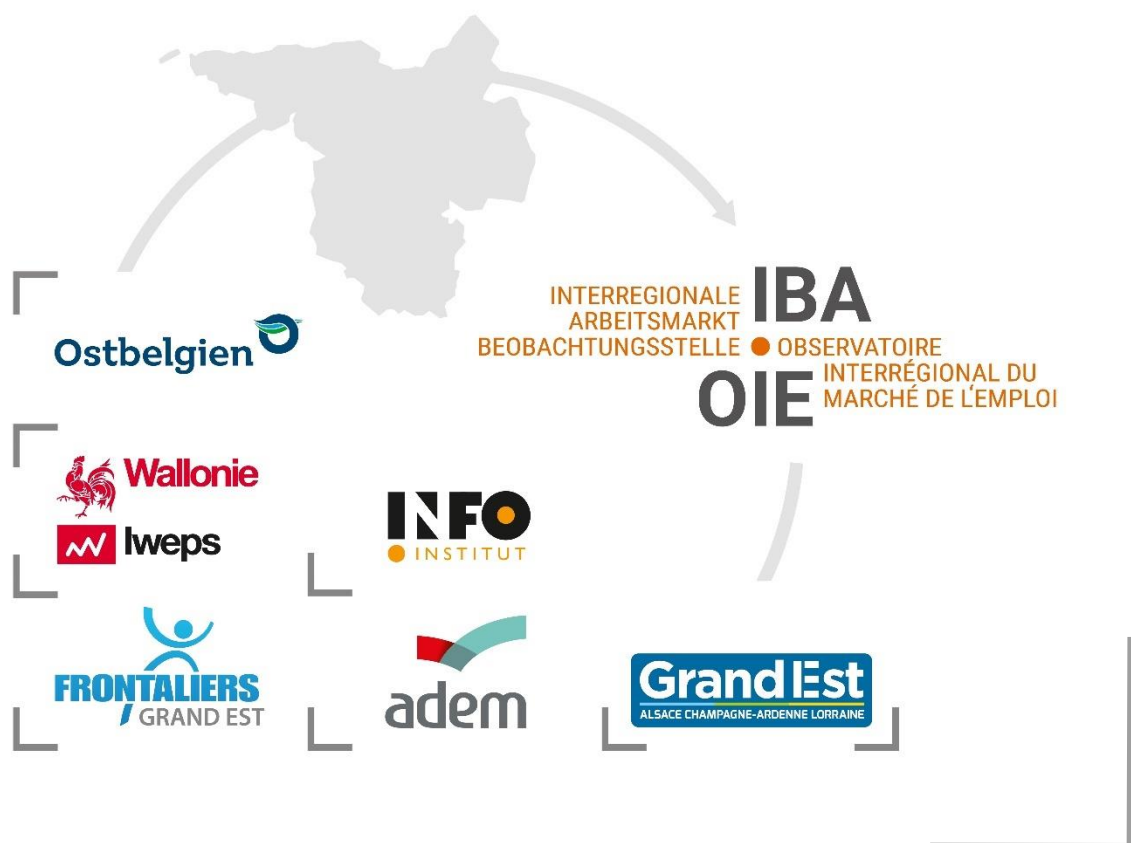 INTERREGIONALE
ARBEITSMARKT
BEOBACHTUNGSSTELLE
IBA
OIE
OBSERVATOIRE
INTERRÉGIONAL DU
MARCHÉ DE L'EMPLOI
Ostbelgien
Wallonie
Iweps
INFO
INSTITUT
FRONTALIERS
GRAND EST
adem
Grand Est
ALSACE CHAMPAGNE-ARDENNE LORRAINE